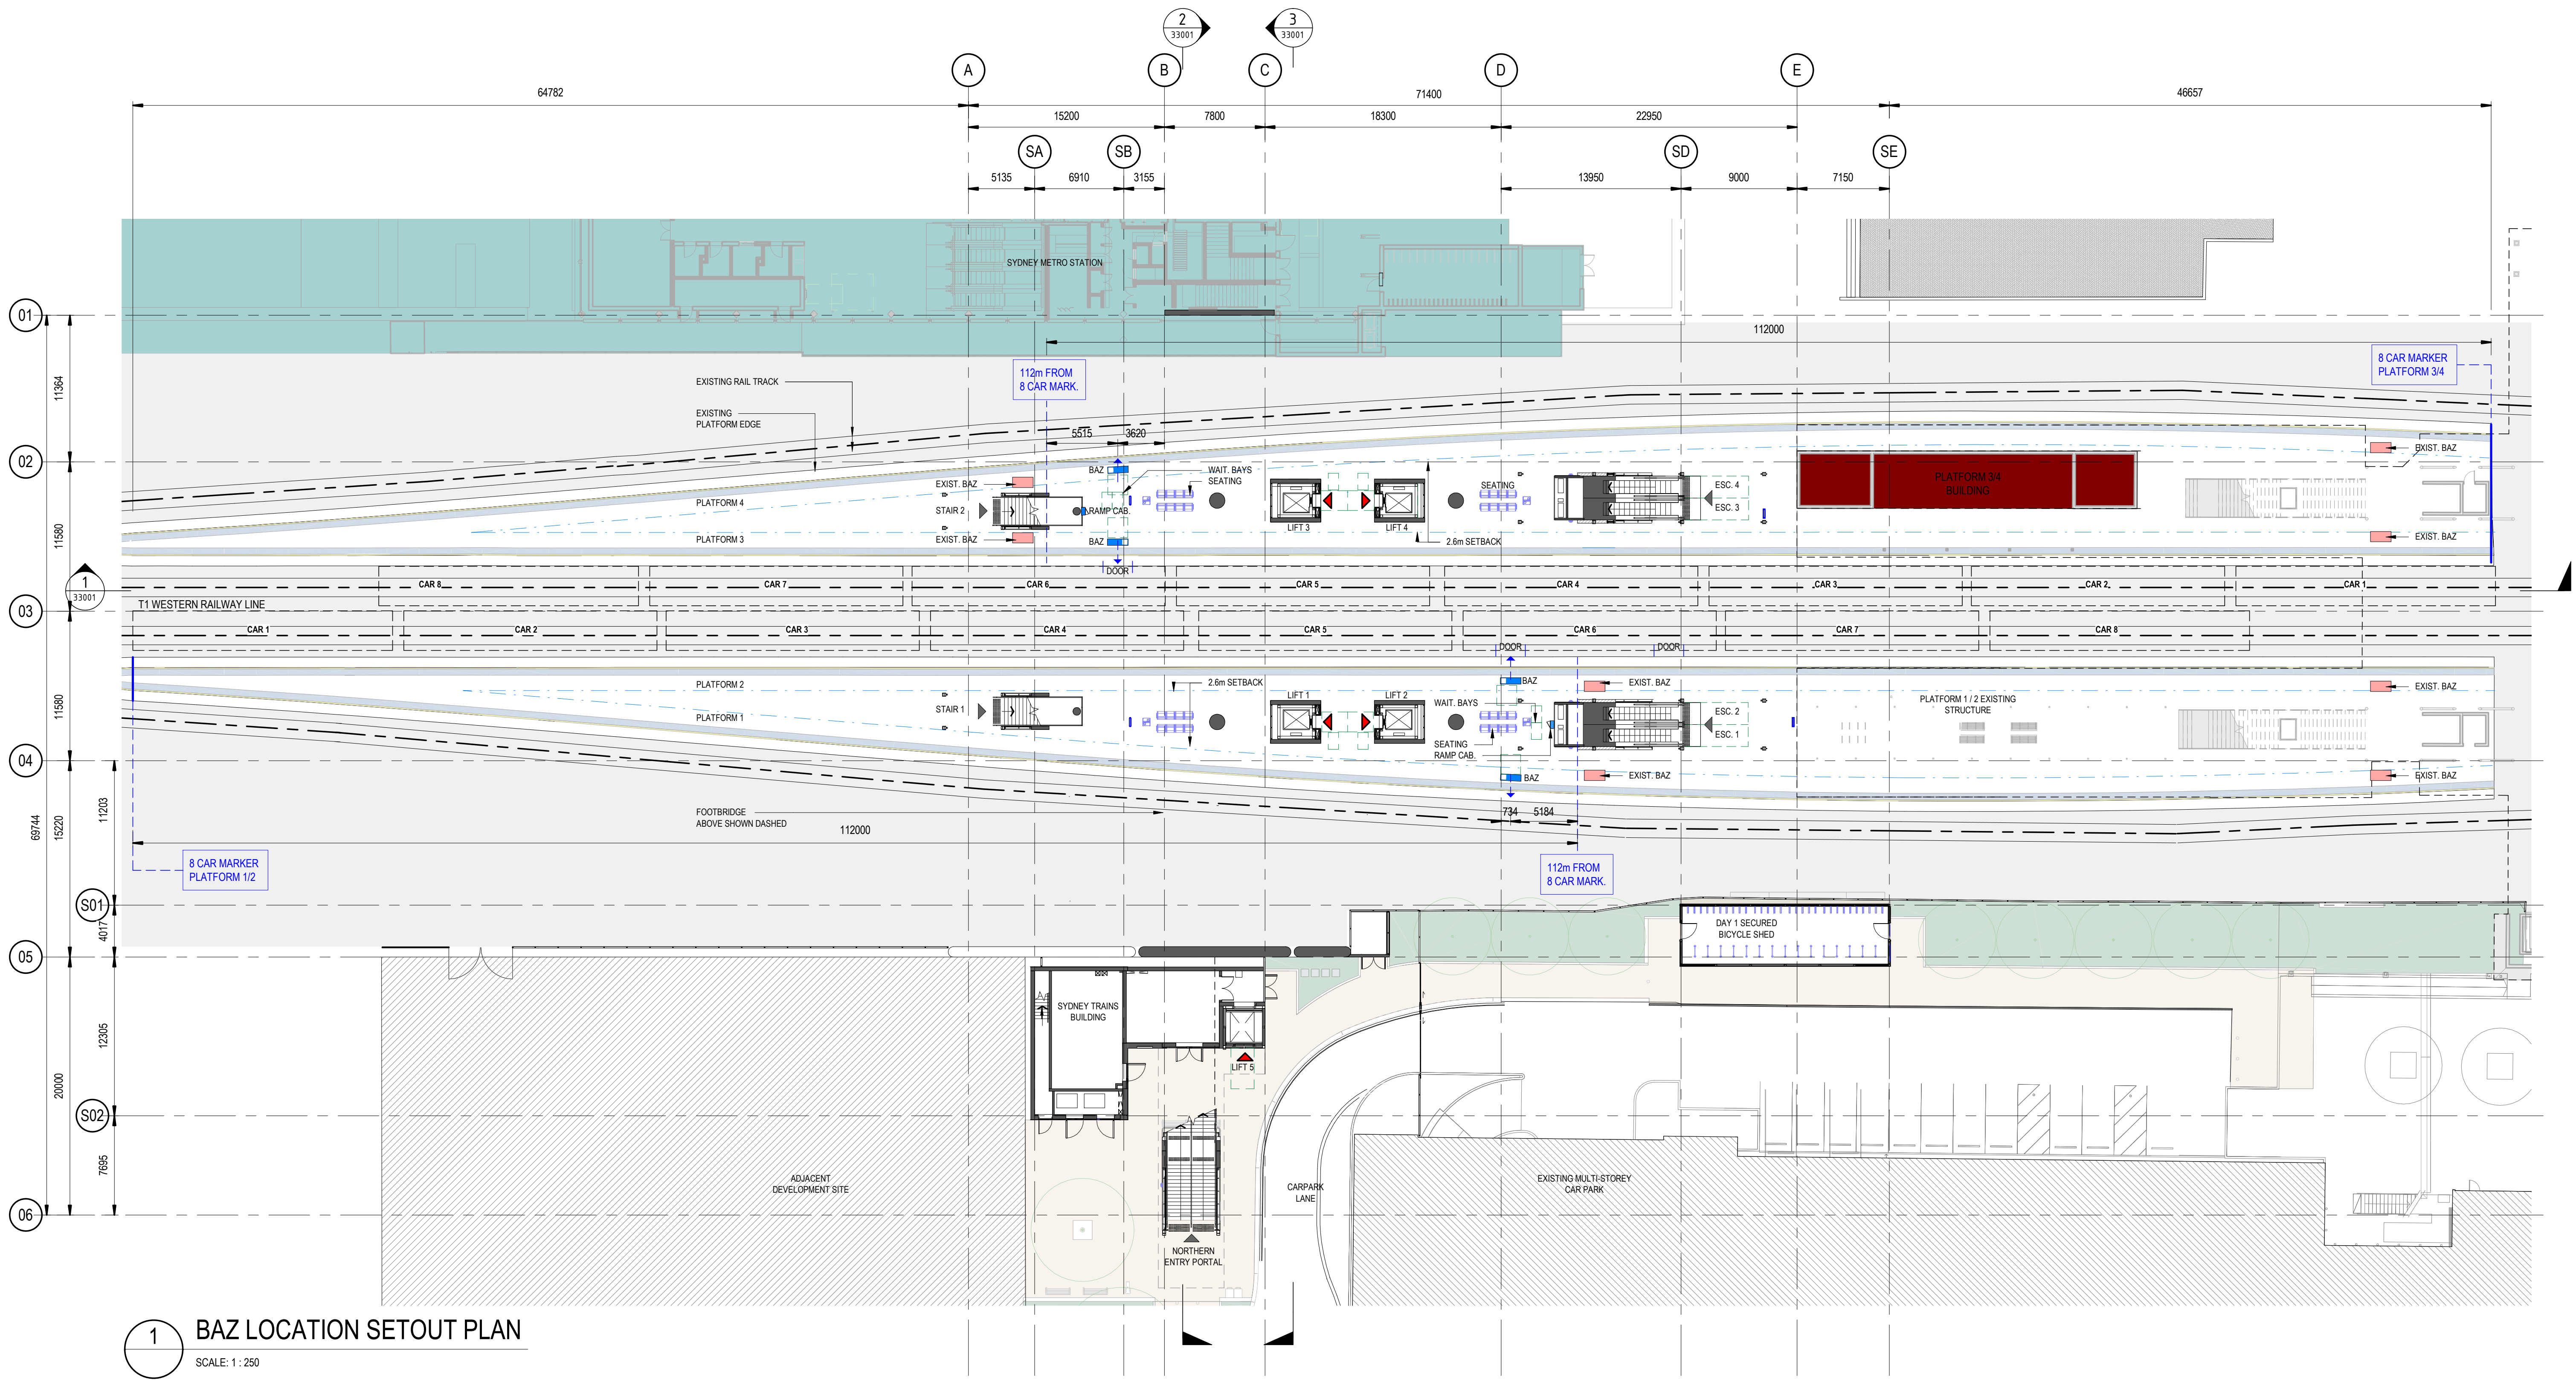 2
33001
3
33001
A
B
C
D
E
64782
71400
46657
15200
7800
18300
22950
SA
SB
SD
SE
5135
6910
3155
13950
9000
7150
SYDNEY METRO STATION
01
112000
112m FROM
8 CAR MARK.
8 CAR MARKER
PLATFORM 3/4
EXISTING RAIL TRACK
EXISTING
PLATFORM EDGE
11364
5515
3620
02
BAZ
WAIT. BAYS
SEATING
EXIST. BAZ
EXIST. BAZ
SEATING
ESC. 4
PLATFORM 3/4
BUILDING
PLATFORM 4
STAIR 2
RAMP CAB.
ESC. 3
LIFT 3
LIFT 4
11580
PLATFORM 3
EXIST. BAZ
BAZ
2.6m SETBACK
EXIST. BAZ
DOOR
1
33001
CAR 8
CAR 7
CAR 6
CAR 5
CAR 4
CAR 3
CAR 2
CAR 1
T1 WESTERN RAILWAY LINE
03
CAR 1
CAR 2
CAR 3
CAR 4
CAR 5
CAR 6
CAR 7
CAR 8
DOOR
DOOR
PLATFORM 2
2.6m SETBACK
BAZ
EXIST. BAZ
EXIST. BAZ
LIFT 1
LIFT 2
WAIT. BAYS
PLATFORM 1 / 2 EXISTING
STRUCTURE
11580
STAIR 1
PLATFORM 1
ESC. 2
ESC. 1
SEATING
RAMP CAB.
04
BAZ
EXIST. BAZ
EXIST. BAZ
11203
69744
15220
FOOTBRIDGE
ABOVE SHOWN DASHED
734
5184
112000
8 CAR MARKER
PLATFORM 1/2
112m FROM
8 CAR MARK.
S01
4017
DAY 1 SECURED
BICYCLE SHED
05
SYDNEY TRAINS
BUILDING
12305
LIFT 5
20000
S02
7695
ADJACENT
DEVELOPMENT SITE
CARPARK
LANE
EXISTING MULTI-STOREY
CAR PARK
06
NORTHERN
ENTRY PORTAL
1
BAZ LOCATION SETOUT PLAN
SCALE: 1 : 250